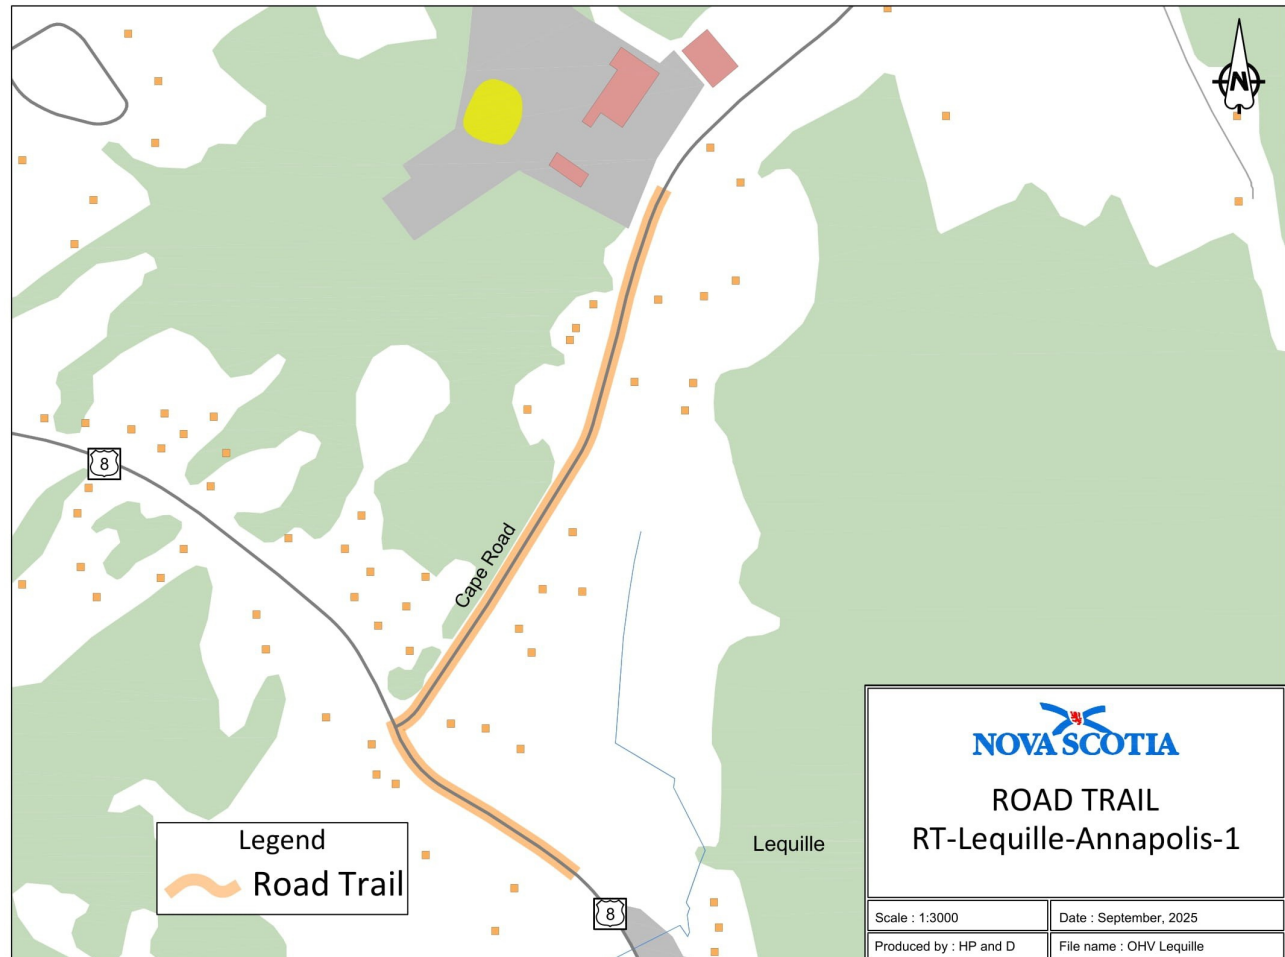 N
8
Cape Road
Legend
Road Trail
Lequille
8
NOVA SCOTIA
ROAD TRAIL
RT-Lequille-Annapolis-1
Scale : 1:3000
Date : September, 2025
Produced by : HP and D
File name : OHV Lequille